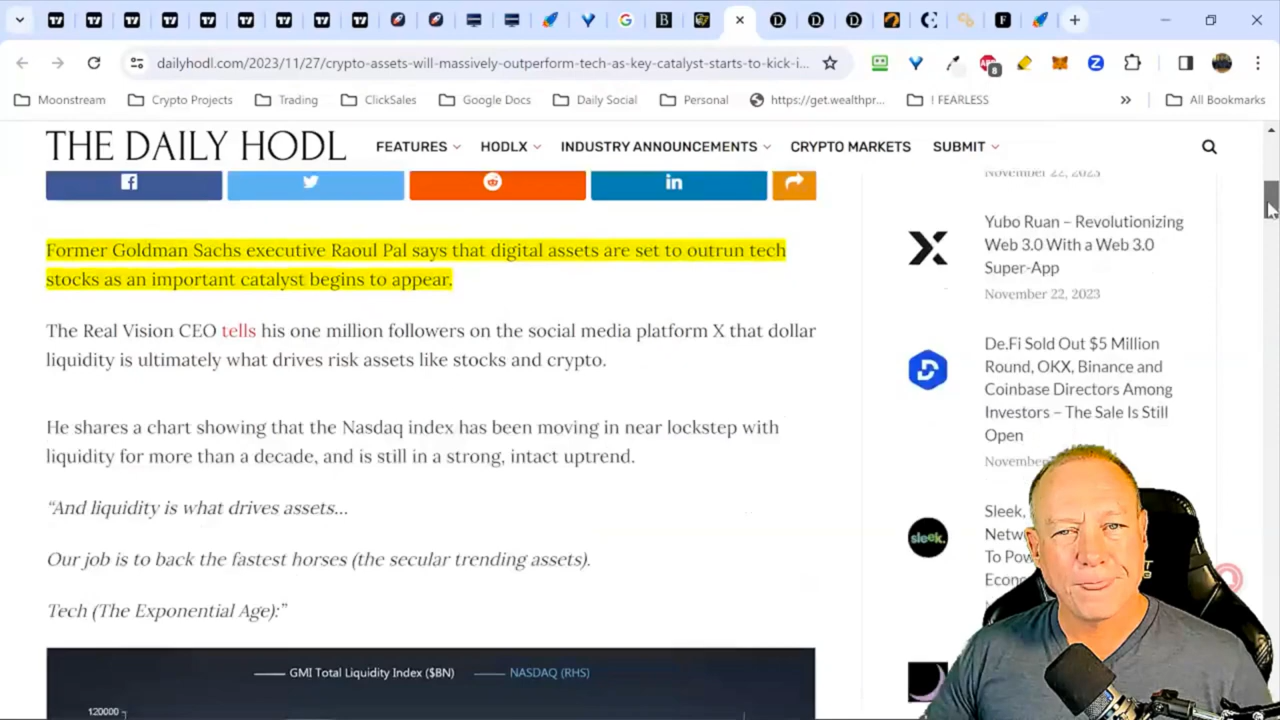 dailyhodl.com/2023/11/27/crypto-assets-will-massively-outperform-tech-as-key-catalyst-starts-to-kick-i...
8
Moonstream
Crypto Projects
Trading
ClickSales
Google Docs
Daily Social
Personal
https://get.wealthpr...
! FEARLESS
»
All Bookmarks
THE DAILY HODL
FEATURES
HODLX
INDUSTRY ANNOUNCEMENTS
CRYPTO MARKETS
SUBMIT
Former Goldman Sachs executive Raoul Pal says that digital assets are set to outrun tech
stocks as an important catalyst begins to appear.
The Real Vision CEO tells his one million followers on the social media platform X that dollar
liquidity is ultimately what drives risk assets like stocks and crypto.
He shares a chart showing that the Nasdaq index has been moving in near lockstep with
liquidity for more than a decade, and is still in a strong, intact uptrend.
“And liquidity is what drives assets…
Our job is to back the fastest horses (the secular trending assets).
Tech (The Exponential Age):”
GMI Total Liquidity Index ($BN)
NASDAQ (RHS)
120000
November 22, 2023
Yubo Ruan – Revolutionizing
Web 3.0 With a Web 3.0
Super-App
November 22, 2023
De.Fi Sold Out $5 Million
Round, OKX, Binance and
Coinbase Directors Among
Investors – The Sale Is Still
Open
sleek.
Sleek,
To